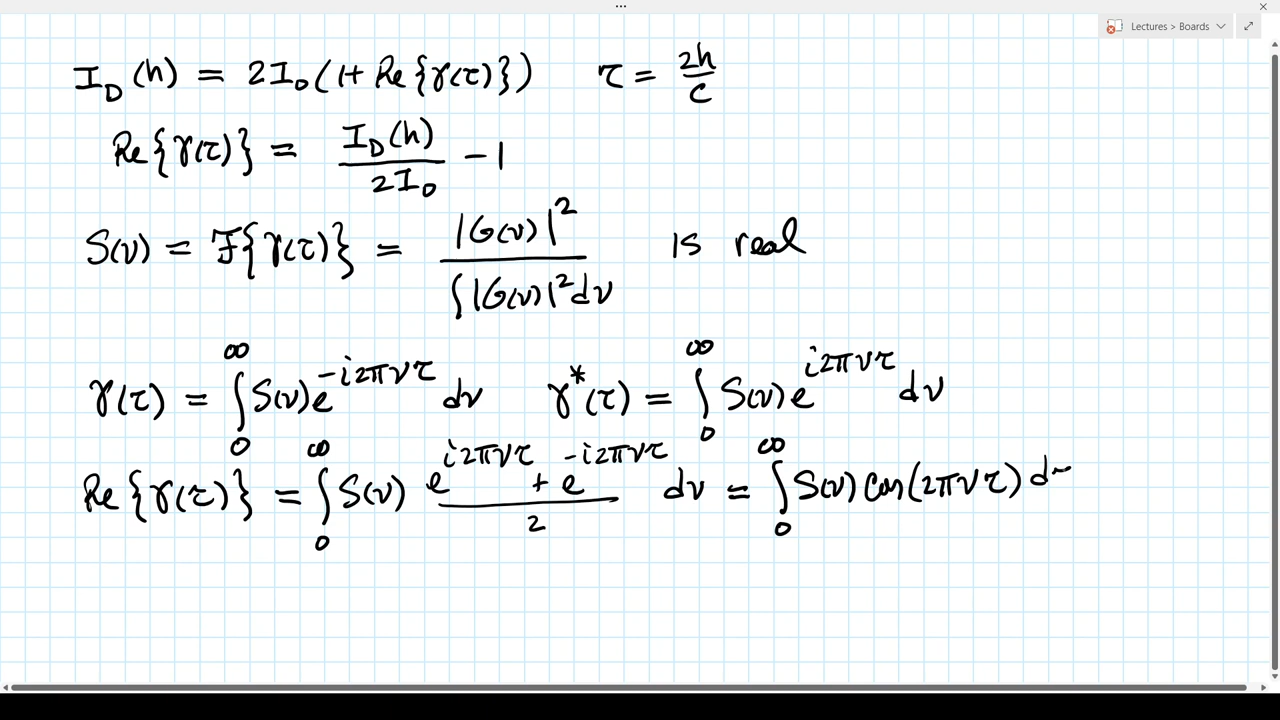 Lectures > Boards
I_D(h) = 2I_0(1+Re{γ(τ)}) τ = 2h/c
Re{γ(τ)} = I_D(h)/2I_0 - 1
S(ν) = ℱ{γ(τ)} = |G(ν)|²/∫|G(ν)|²dν is real
γ(τ) = ∫_0^∞ S(ν)e^{-i2πντ} dν γ*(τ) = ∫_0^∞ S(ν)e^{i2πντ} dν
Re{γ(τ)} = ∫_0^∞ S(ν) (e^{i2πντ} + e^{-i2πντ})/2 dν = ∫_0^∞ S(ν)cos(2πντ)d